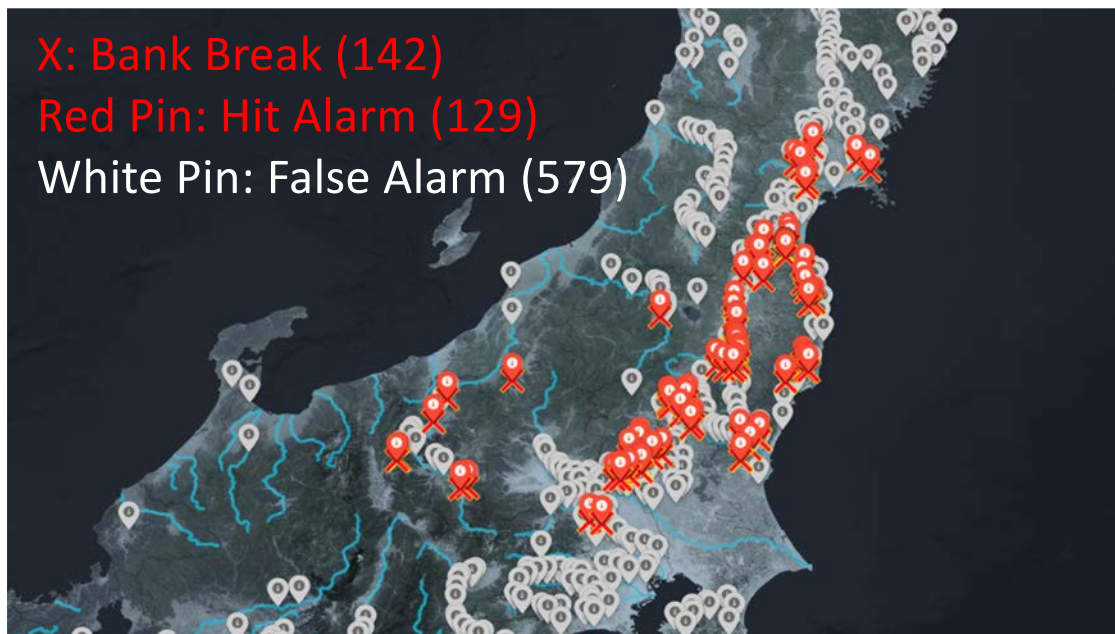 X: Bank Break (142)
Red Pin: Hit Alarm (129)
White Pin: False Alarm (579)